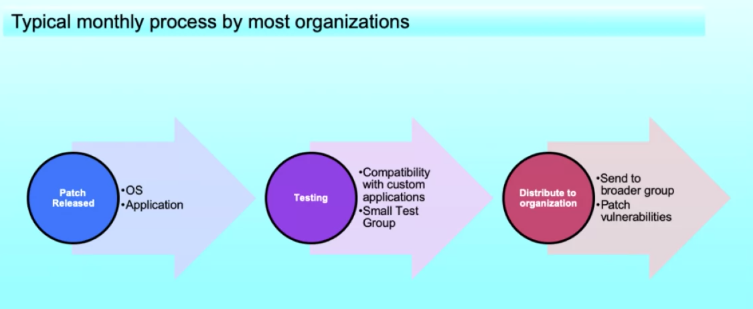 Typical monthly process by most organizations
Patch
Released
•OS
•Application
Testing
•Compatibility
with custom
applications
•Small Test
Group
Distribute to
organization
•Send to
broader group
•Patch
vulnerabilities